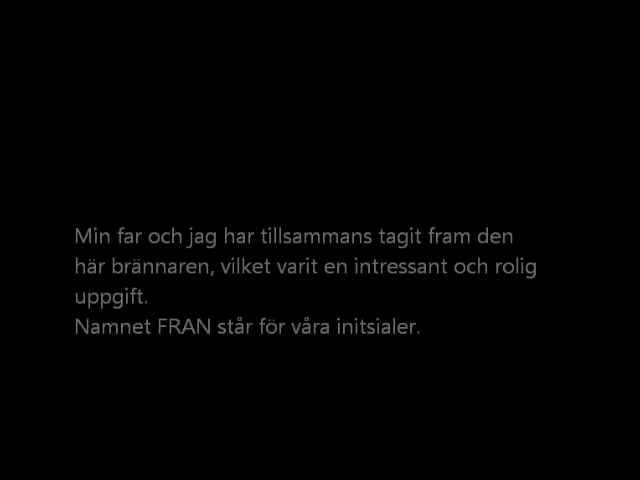 Min far och jag har tillsammans tagit fram den
här brännaren, vilket varit en intressant och rolig
uppgift.
Namnet FRAN står för våra initsialer.